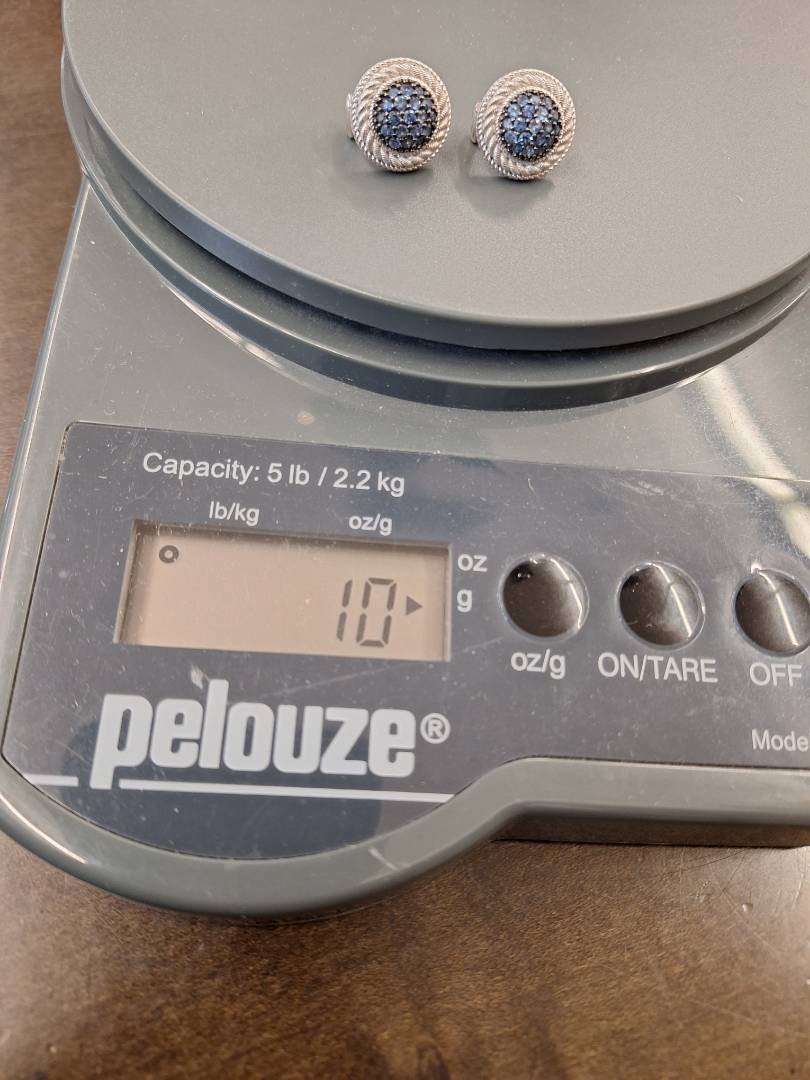 Capacity: 5 lb / 2.2 kg
lb/kg oz/g
oz
g
10
oz/g ON/TARE OFF
pelouze®
Mode